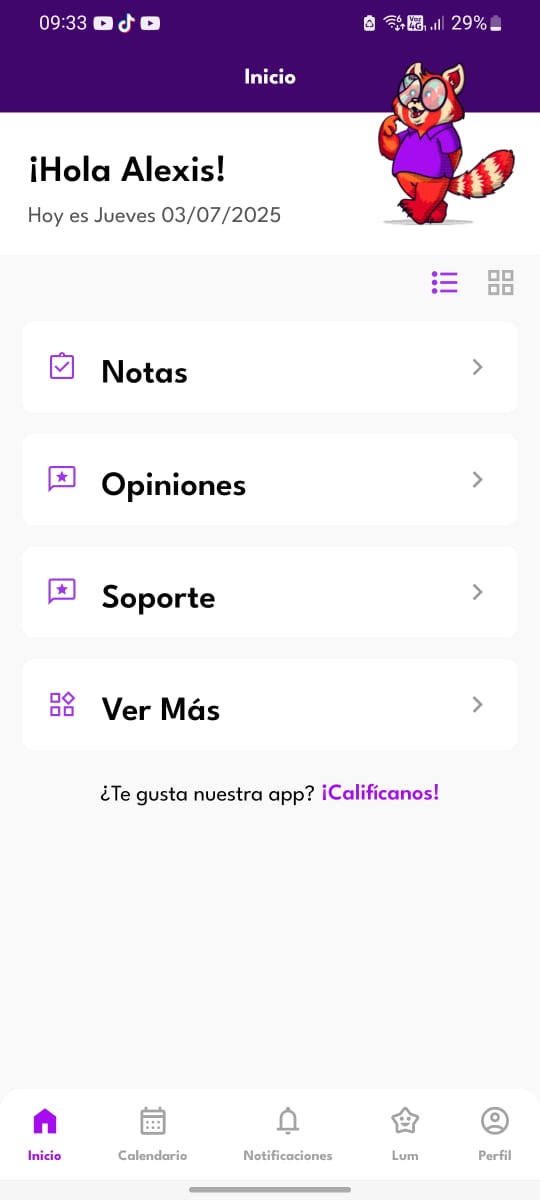 09:33 29%
Inicio
¡Hola Alexis!
Hoy es Jueves 03/07/2025
Notas
Opiniones
Soporte
Ver Más
¿Te gusta nuestra app? ¡Califícanos!
Inicio Calendario Notificaciones Lum Perfil